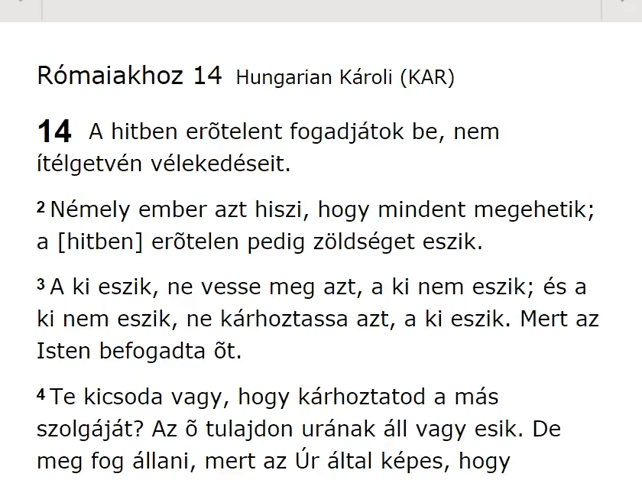 Rómaiakhoz 14 Hungarian Károli (KAR)
14 A hitben erõtelent fogadjátok be, nem
ítélgetvén vélekedéseit.
2 Némely ember azt hiszi, hogy mindent megehetik;
a [hitben] erõtelen pedig zöldséget eszik.
3 A ki eszik, ne vesse meg azt, a ki nem eszik; és a
ki nem eszik, ne kárhoztassa azt, a ki eszik. Mert az
Isten befogadta õt.
4 Te kicsoda vagy, hogy kárhoztatod a más
szolgáját? Az õ tulajdon urának áll vagy esik. De
meg fog állani, mert az Úr által képes, hogy